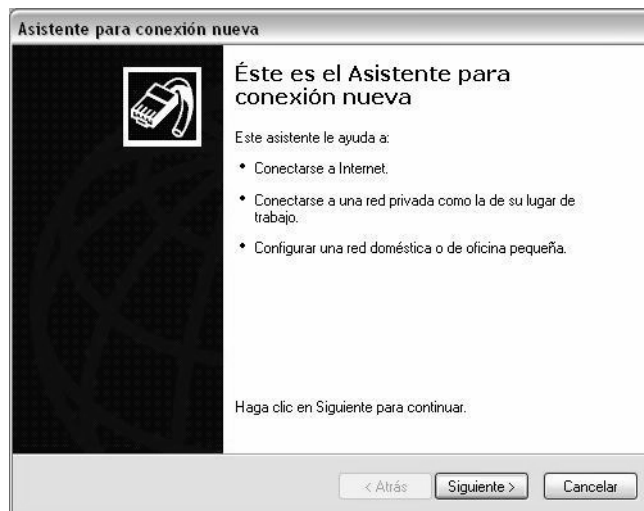 Asistente para conexión nueva
Éste es el Asistente para
conexión nueva
Este asistente le ayuda a:
• Conectarse a Internet.
• Conectarse a una red privada como la de su lugar de
trabajo.
• Configurar una red doméstica o de oficina pequeña.
Haga clic en Siguiente para continuar.
< Atrás Siguiente > Cancelar